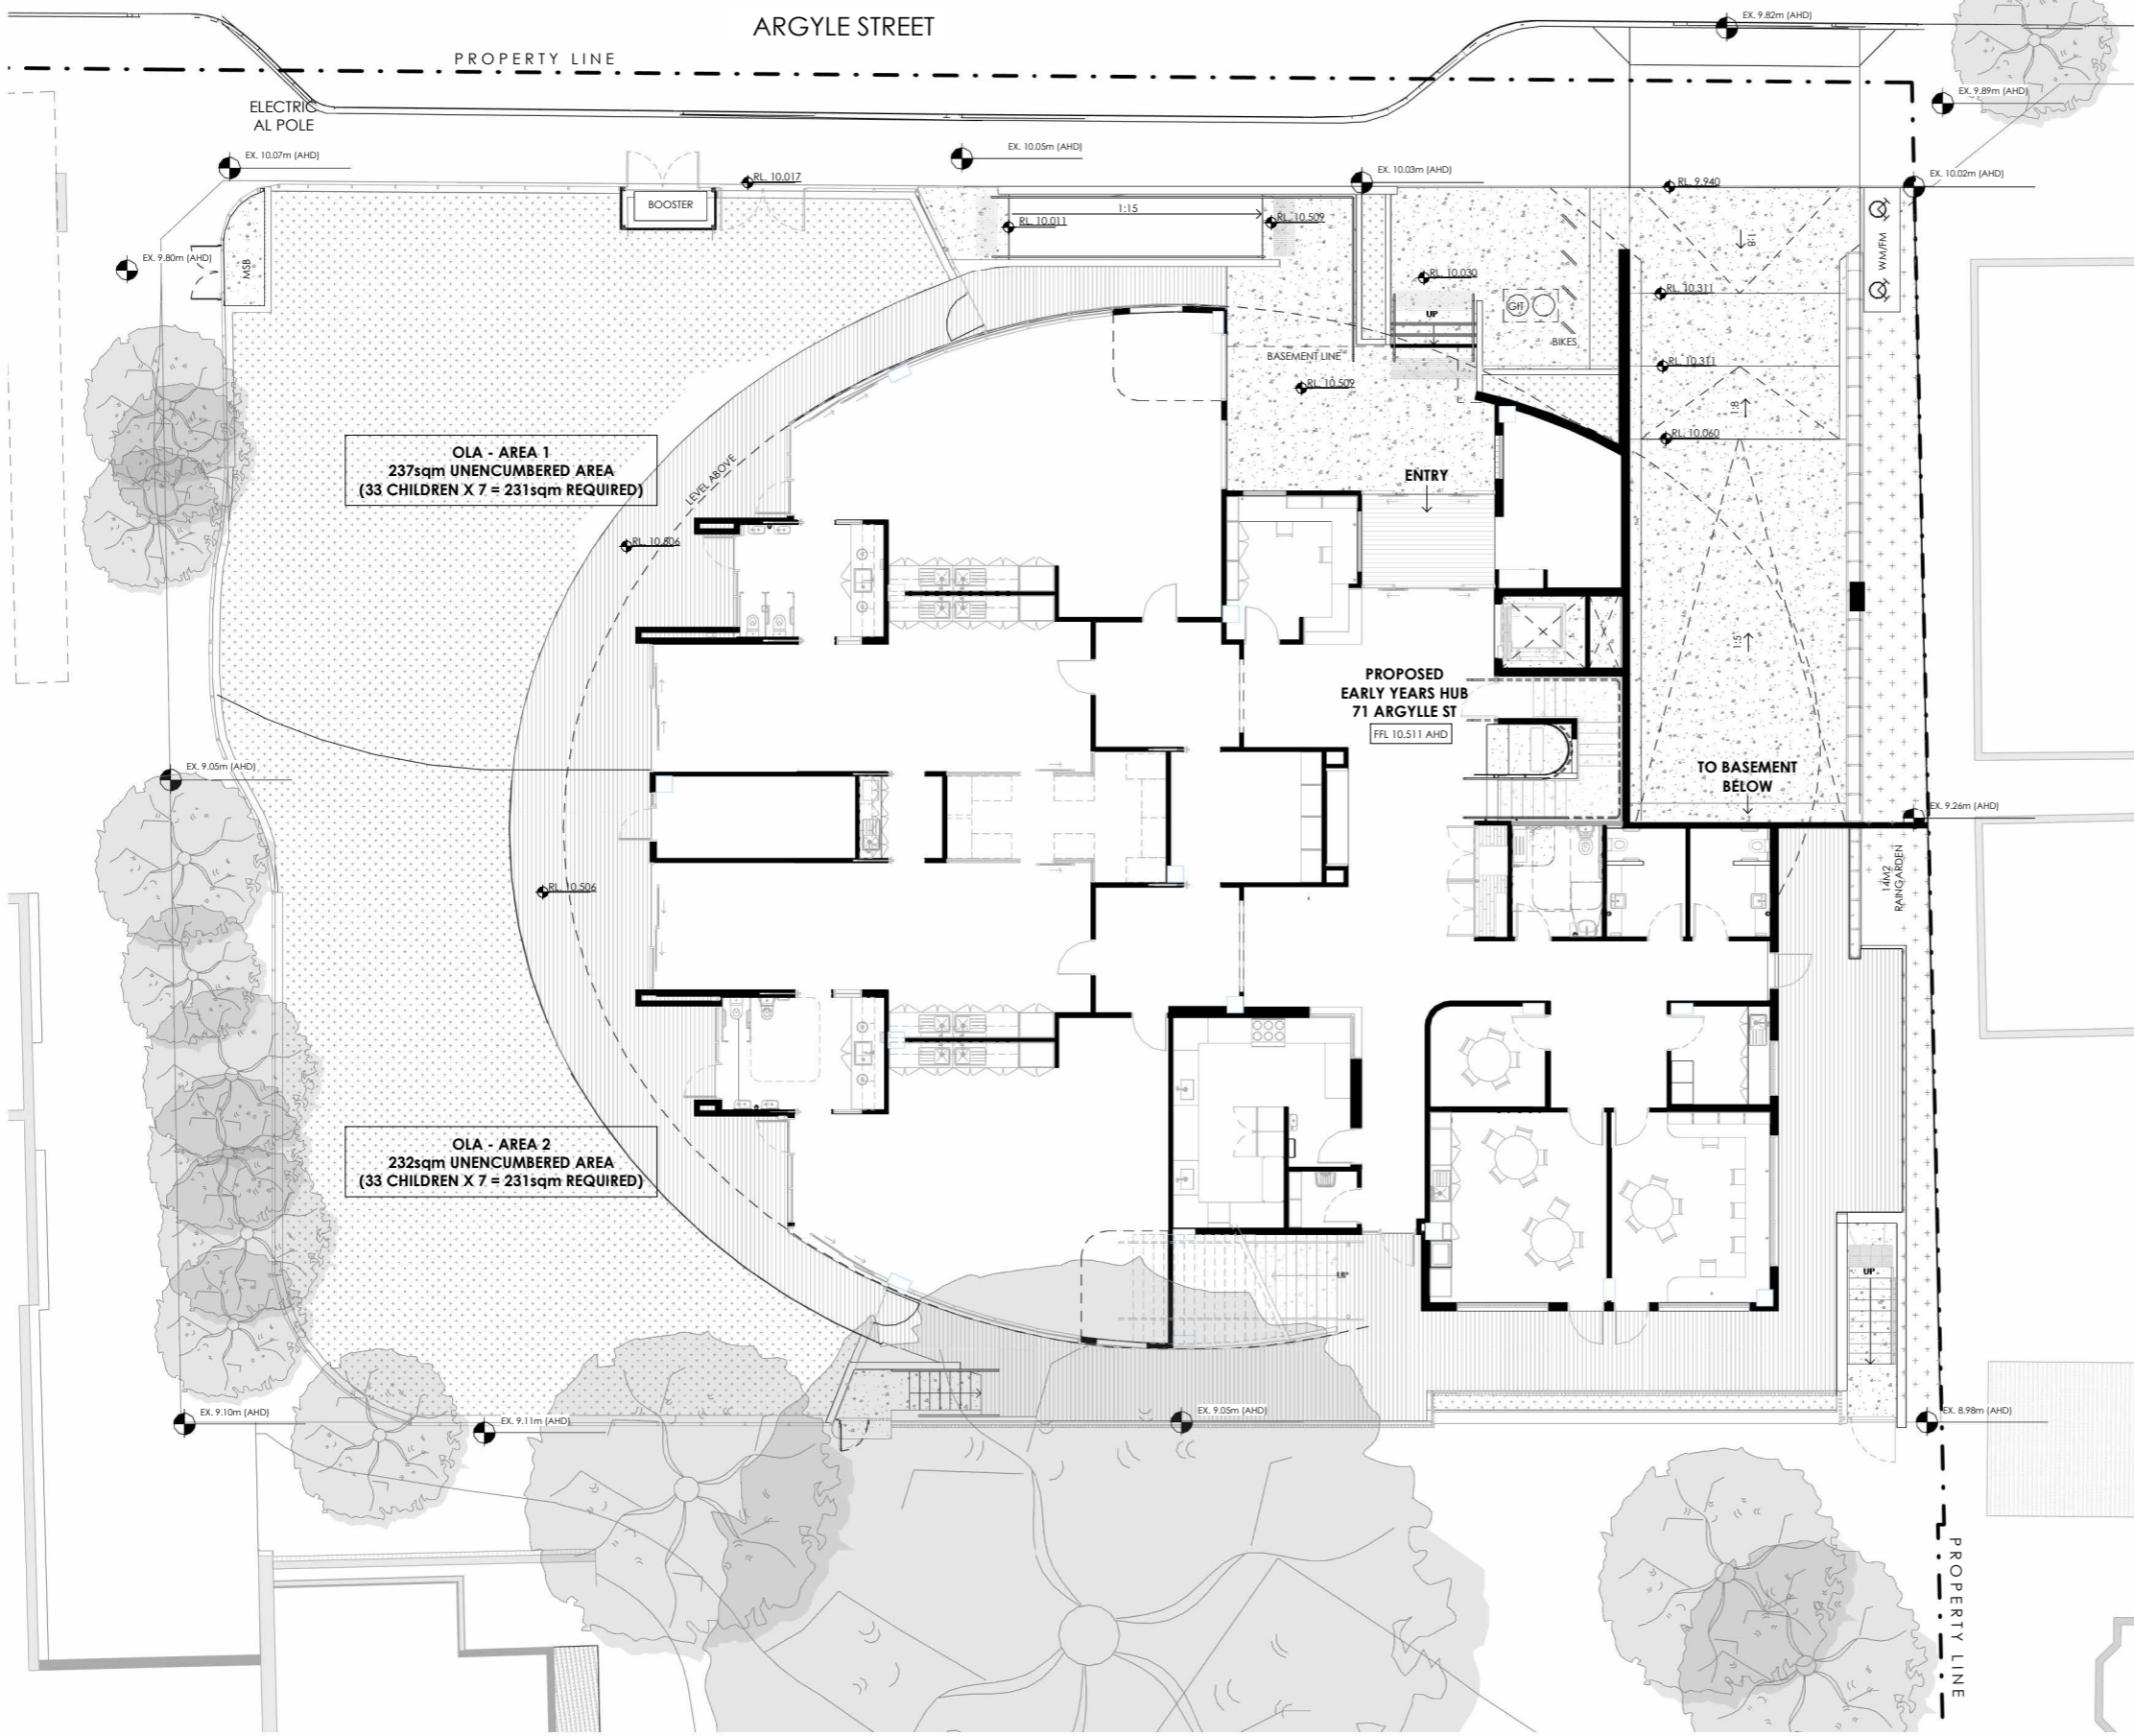 ARGYLE STREET
EX. 9.82m (AHD)
PROPERTY LINE
EX. 9.89m (AHD)
ELECTRIC
AL POLE
EX. 10.07m (AHD)
EX. 10.05m (AHD)
EX. 10.03m (AHD)
EX. 10.02m (AHD)
RL. 10.017
RL. 9.940
BOOSTER
1:15
RL. 10.011
RL. 10.509
1:8
WM/FM
EX. 9.80m (AHD)
MSB
RL. 10.030
RL. 10.311
GIT
UP
BIKES
BASEMENT LINE
RL. 10.311
RL. 10.509
1:8
RL. 10.060
OLA - AREA 1
237sqm UNENCUMBERED AREA
(33 CHILDREN X 7 = 231sqm REQUIRED)
LEVEL ABOVE
ENTRY
RL. 10.506
1:5
PROPOSED
EARLY YEARS HUB
71 ARGYLLE ST
FFL 10.511 AHD
EX. 9.05m (AHD)
TO BASEMENT
BELOW
EX. 9.26m (AHD)
14M2
RAINGARDEN
RL. 10.506
OLA - AREA 2
232sqm UNENCUMBERED AREA
(33 CHILDREN X 7 = 231sqm REQUIRED)
UP
UP
EX. 9.10m (AHD)
EX. 9.11m (AHD)
EX. 9.05m (AHD)
EX. 8.98m (AHD)
PROPERTY LINE